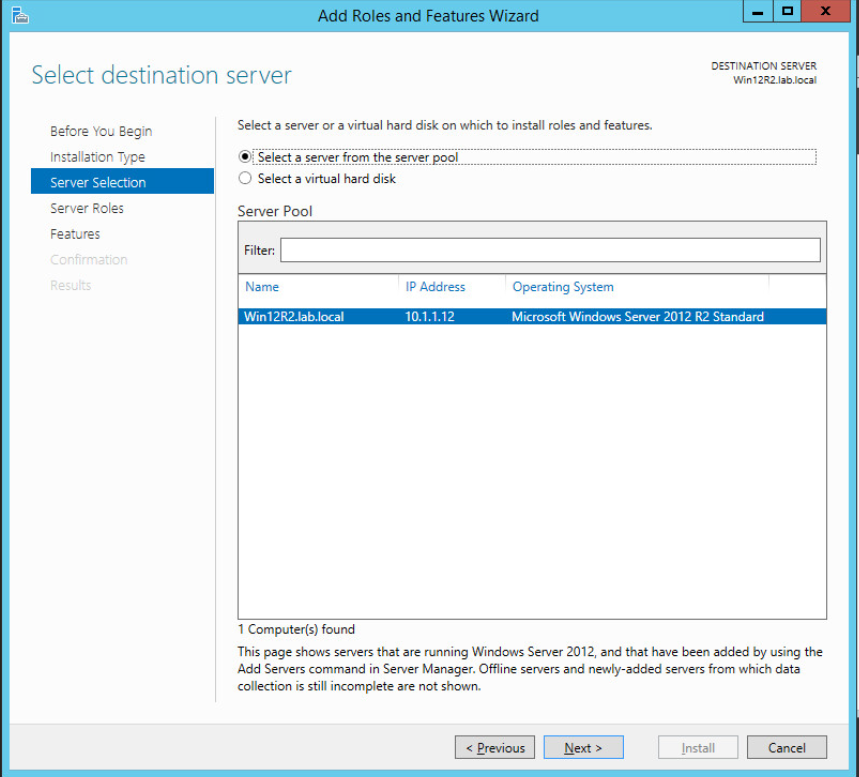 Add Roles and Features Wizard
Select destination server
DESTINATION SERVER
Win12R2.lab.local
Before You Begin
Installation Type
Server Selection
Server Roles
Features
Confirmation
Results
Select a server or a virtual hard disk on which to install roles and features.
Select a server from the server pool
Select a virtual hard disk
Server Pool
Filter:
Name IP Address Operating System
Win12R2.lab.local 10.1.1.12 Microsoft Windows Server 2012 R2 Standard
1 Computer(s) found
This page shows servers that are running Windows Server 2012, and that have been added by using the
Add Servers command in Server Manager. Offline servers and newly-added servers from which data
collection is still incomplete are not shown.
< Previous Next > Install Cancel